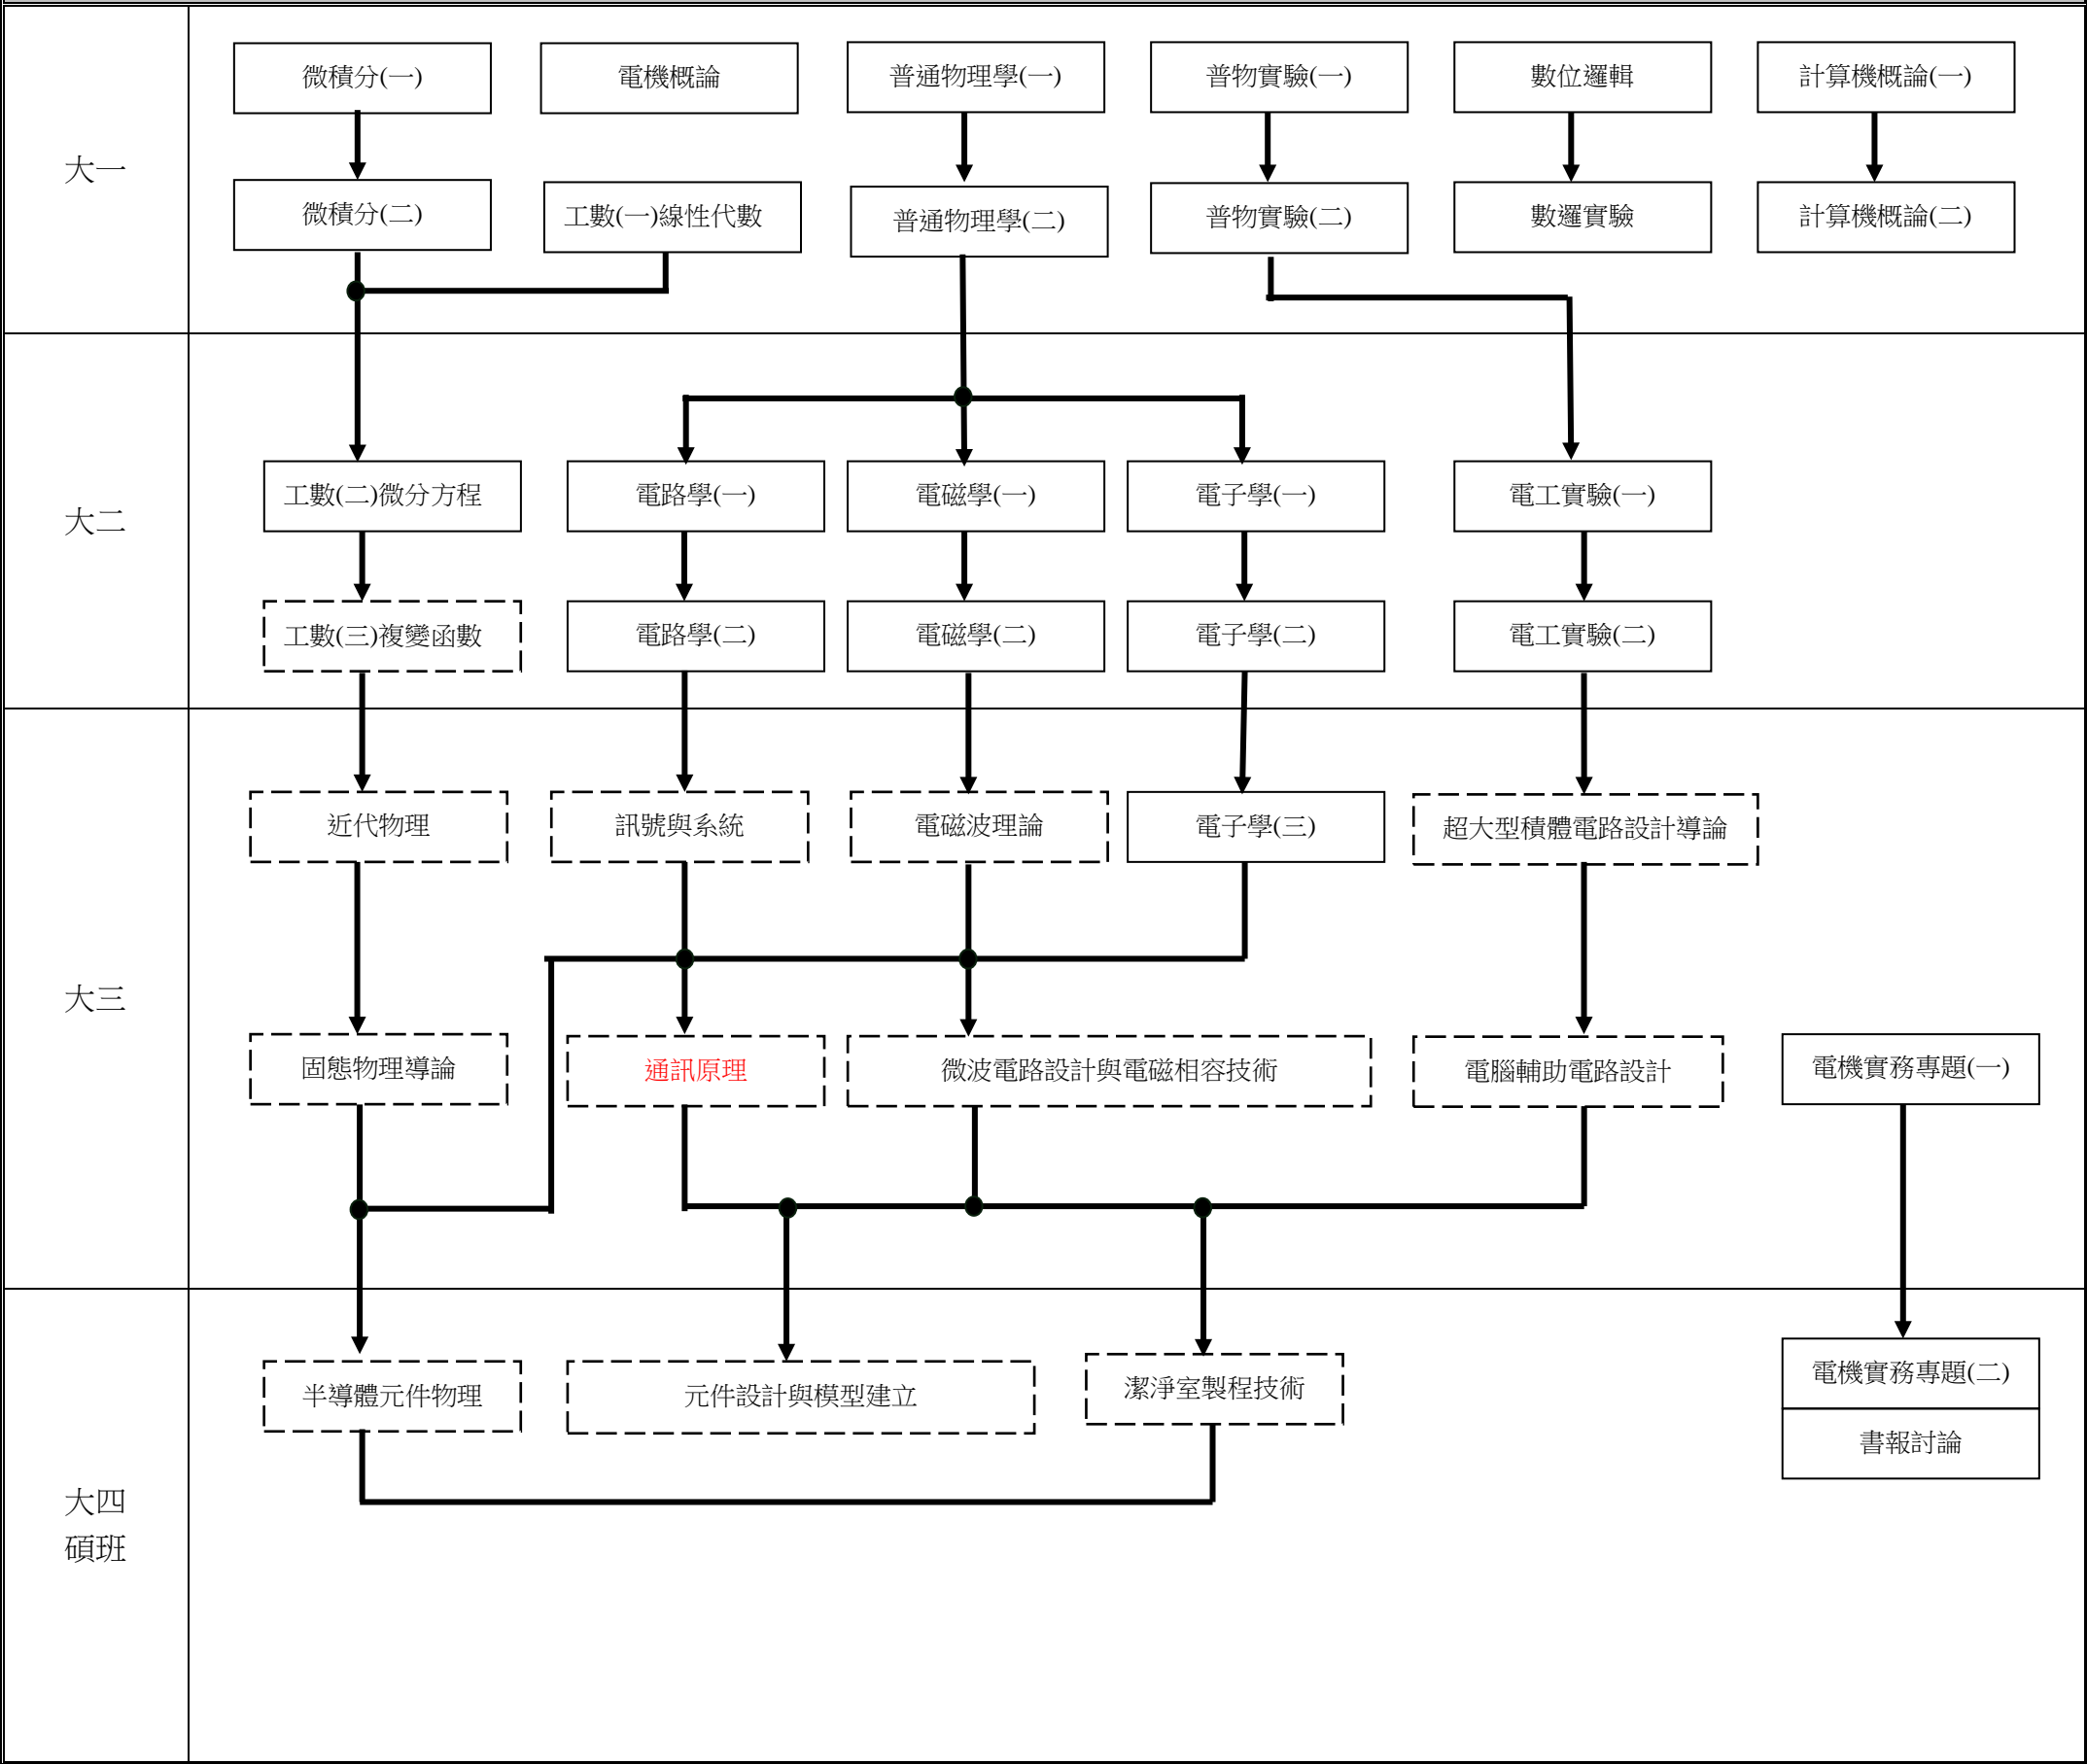 大一
微積分(一)
電機概論
普通物理學(一)
普物實驗(一)
數位邏輯
計算機概論(一)
微積分(二)
工數(一)線性代數
普通物理學(二)
普物實驗(二)
數邏實驗
計算機概論(二)
大二
工數(二)微分方程
電路學(一)
電磁學(一)
電子學(一)
電工實驗(一)
工數(三)複變函數
電路學(二)
電磁學(二)
電子學(二)
電工實驗(二)
大三
近代物理
訊號與系統
電磁波理論
電子學(三)
超大型積體電路設計導論
固態物理導論
通訊原理
微波電路設計與電磁相容技術
電腦輔助電路設計
電機實務專題(一)
大四
碩班
半導體元件物理
元件設計與模型建立
潔淨室製程技術
電機實務專題(二)
書報討論